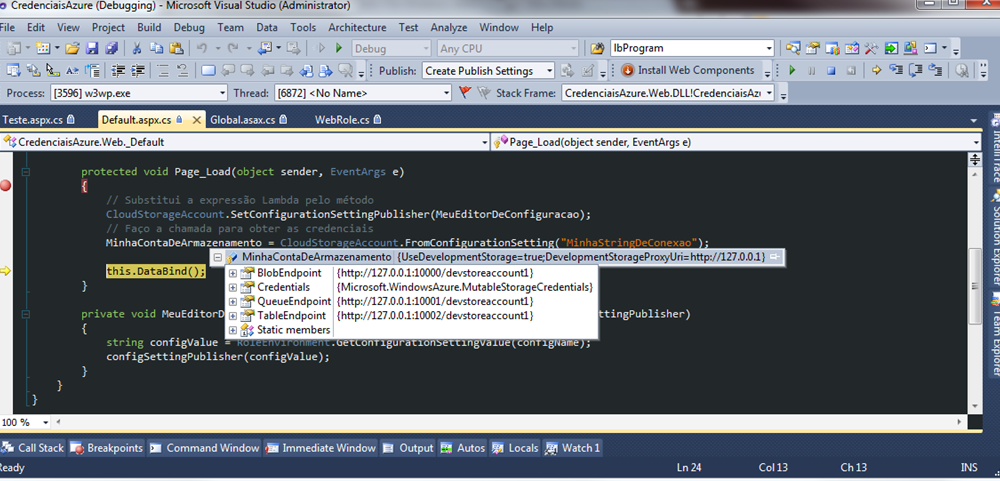 CredenciaisAzure (Debugging) - Microsoft Visual Studio (Administrator)
File Edit View Project Build Debug Team Data Tools Architecture Test Analyze Window Help
Debug Any CPU lbProgram
Publish: Create Publish Settings Install Web Components
Process: [3596] w3wp.exe Thread: [6872] <No Name> Stack Frame: CredenciaisAzure.Web.DLL!CredenciaisAzu
Teste.aspx.cs Default.aspx.cs Global.asax.cs WebRole.cs
CredenciaisAzure.Web._Default Page_Load(object sender, EventArgs e)
protected void Page_Load(object sender, EventArgs e)
{
// Substitui a expressão Lambda pelo método
CloudStorageAccount.SetConfigurationSettingPublisher(MeuEditorDeConfiguracao);
// Faço a chamada para obter as credenciais
MinhaContaDeArmazenamento = CloudStorageAccount.FromConfigurationSetting("MinhaStringDeConexao");
MinhaContaDeArmazenamento {UseDevelopmentStorage=true;DevelopmentStorageProxyUri=http://127.0.0.1}
this.DataBind();
BlobEndpoint {http://127.0.0.1:10000/devstoreaccount1}
Credentials {Microsoft.WindowsAzure.MutableStorageCredentials}
}
QueueEndpoint {http://127.0.0.1:10001/devstoreaccount1}
private void MeuEditorD TableEndpoint {http://127.0.0.1:10002/devstoreaccount1} ttingPublisher)
{
Static members
string configValue = RoleEnvironment.GetConfigurationSettingValue(configName);
configSettingPublisher(configValue);
}
}
}
100 %
Call Stack Breakpoints Command Window Immediate Window Output Autos Locals Watch 1
Ready Ln 24 Col 13 Ch 13 INS
IntelliTrace
Solution Explorer
Team Explorer